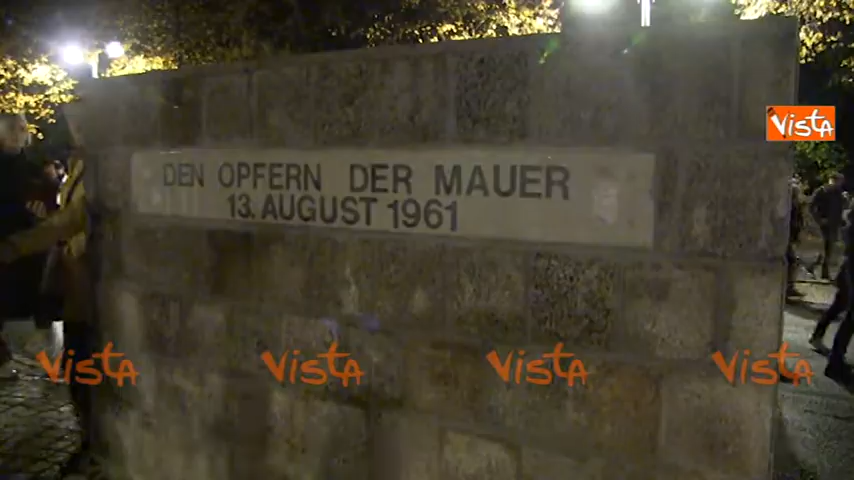 VISTA
DEN OPFERN DER MAUER
13. AUGUST 1961
VISTA VISTA VISTA VISTA